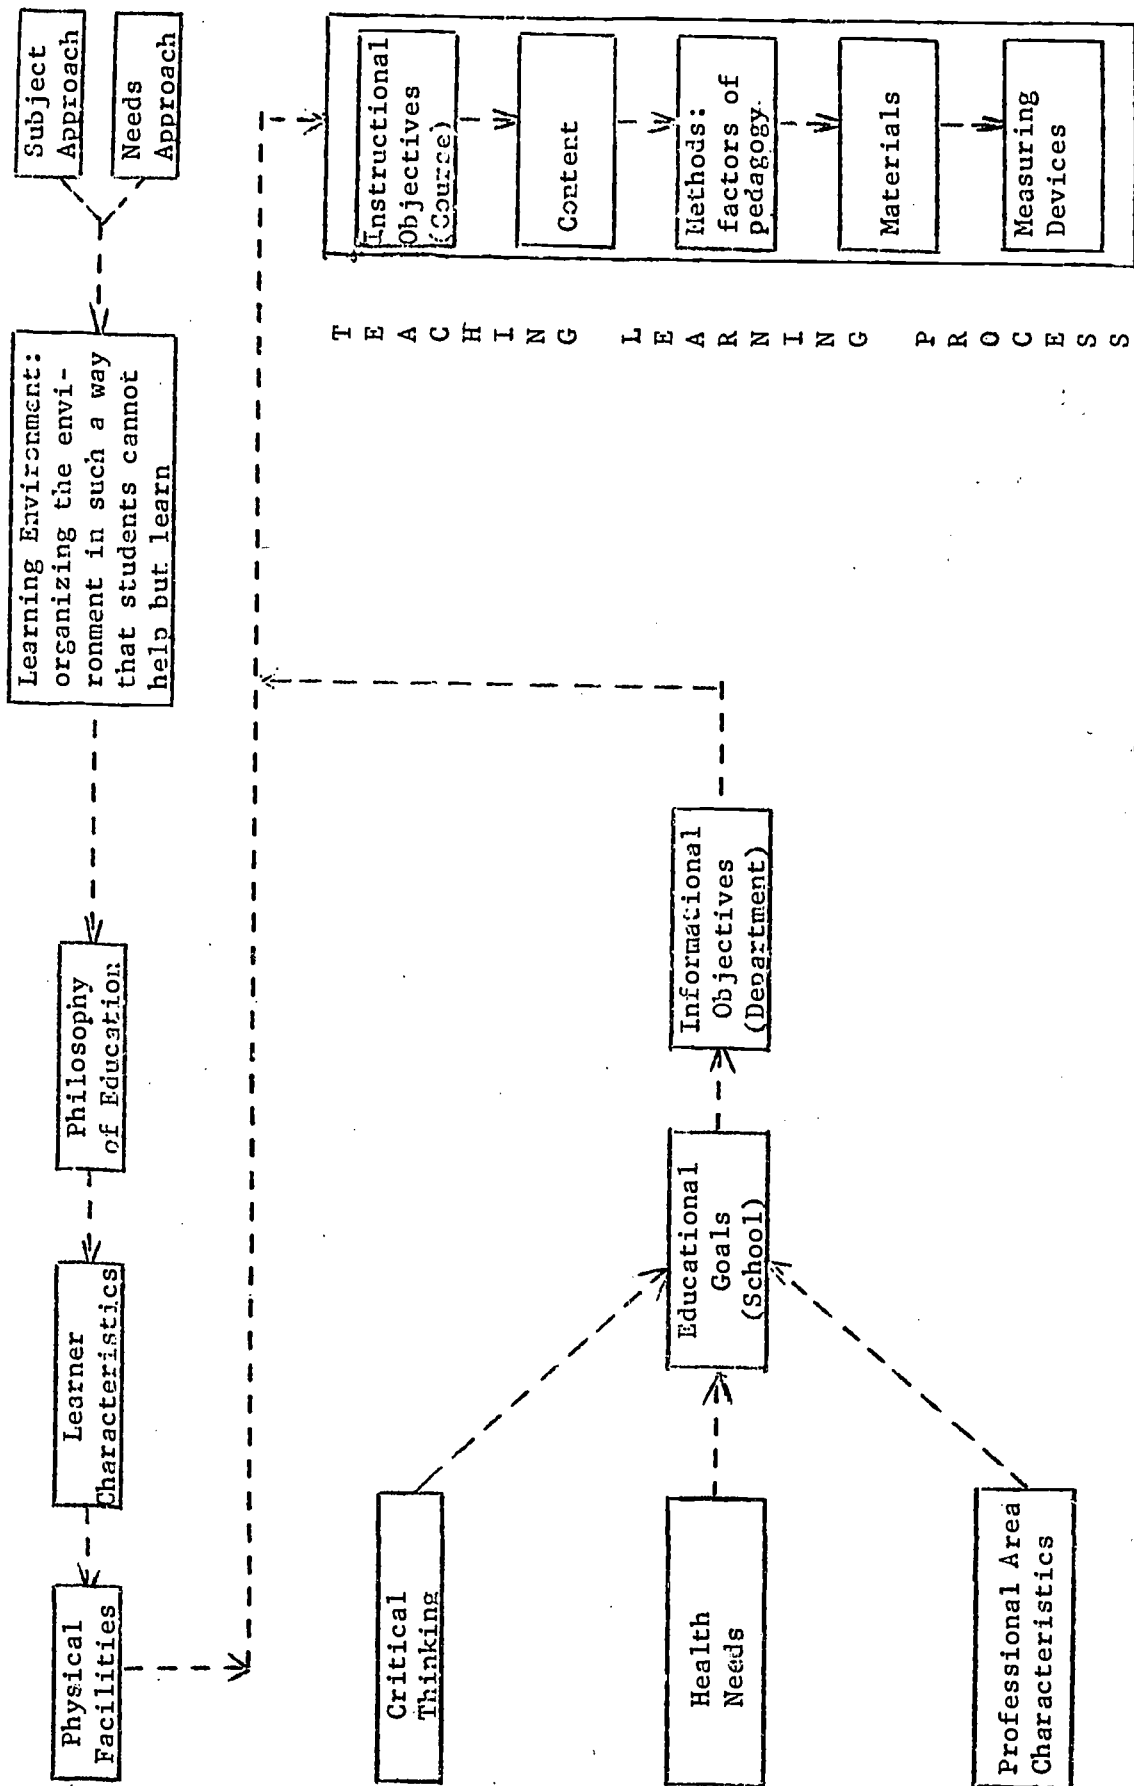 Subject
Approach
Needs
Approach
Learning Environment:
organizing the envi-
ronment in such a way
that students cannot
help but learn
Philosophy
of Education
Learner
Characteristics
Physical
Facilities
Critical
Thinking
Health
Needs
Professional Area
Characteristics
Educational
Goals
(School)
Informational
Objectives
(Department)
TEACHING LEARNING PROCESS
Instructional
Objectives
(Course)
Content
Methods:
factors of
pedagogy.
Materials
Measuring
Devices